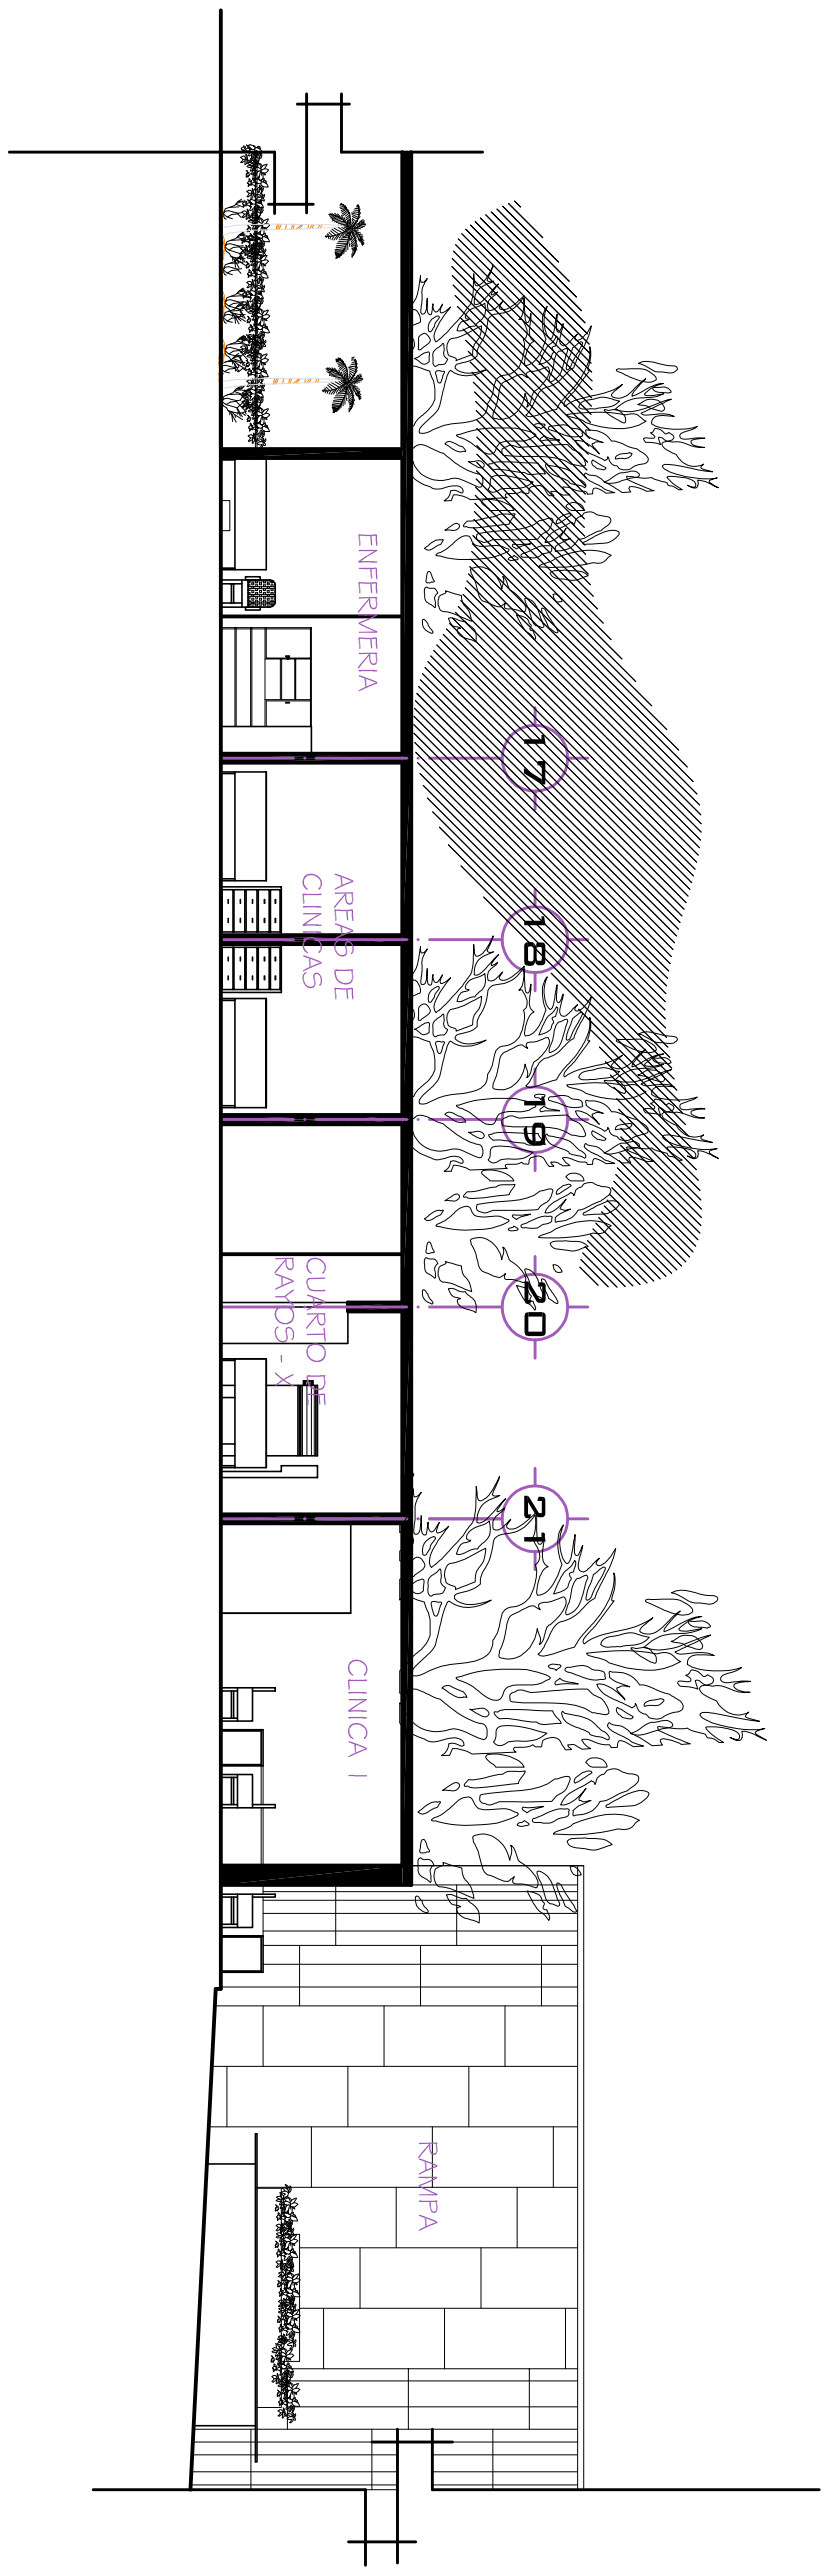 ENFERMERIA
17
18
AREAS DE
CLINICAS
19
20
CUARTO DE
RAYOS - X
21
CLINICA I
RAMPA